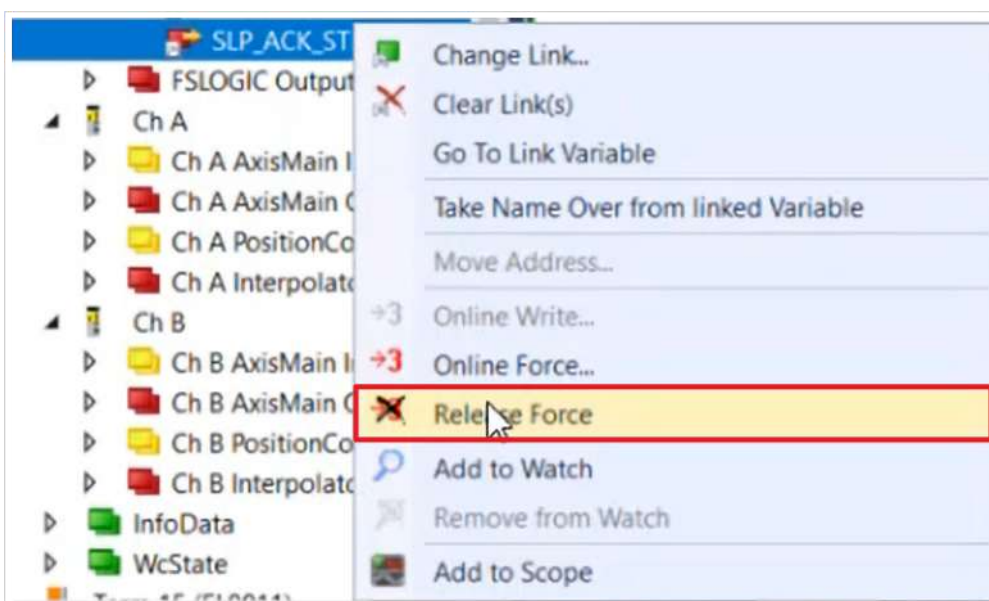 SLP_ACK_ST
FSLOGIC Output
Ch A
Ch A AxisMain I
Ch A AxisMain
Ch A PositionCo
Ch A Interpolato
Ch B
Ch B AxisMain I
Ch B AxisMain
Ch B PositionCo
Ch B Interpolato
InfoData
WcState
Change Link...
Clear Link(s)
Go To Link Variable
Take Name Over from linked Variable
Move Address...
→3 Online Write...
→3 Online Force...
Release Force
Add to Watch
Remove from Watch
Add to Scope